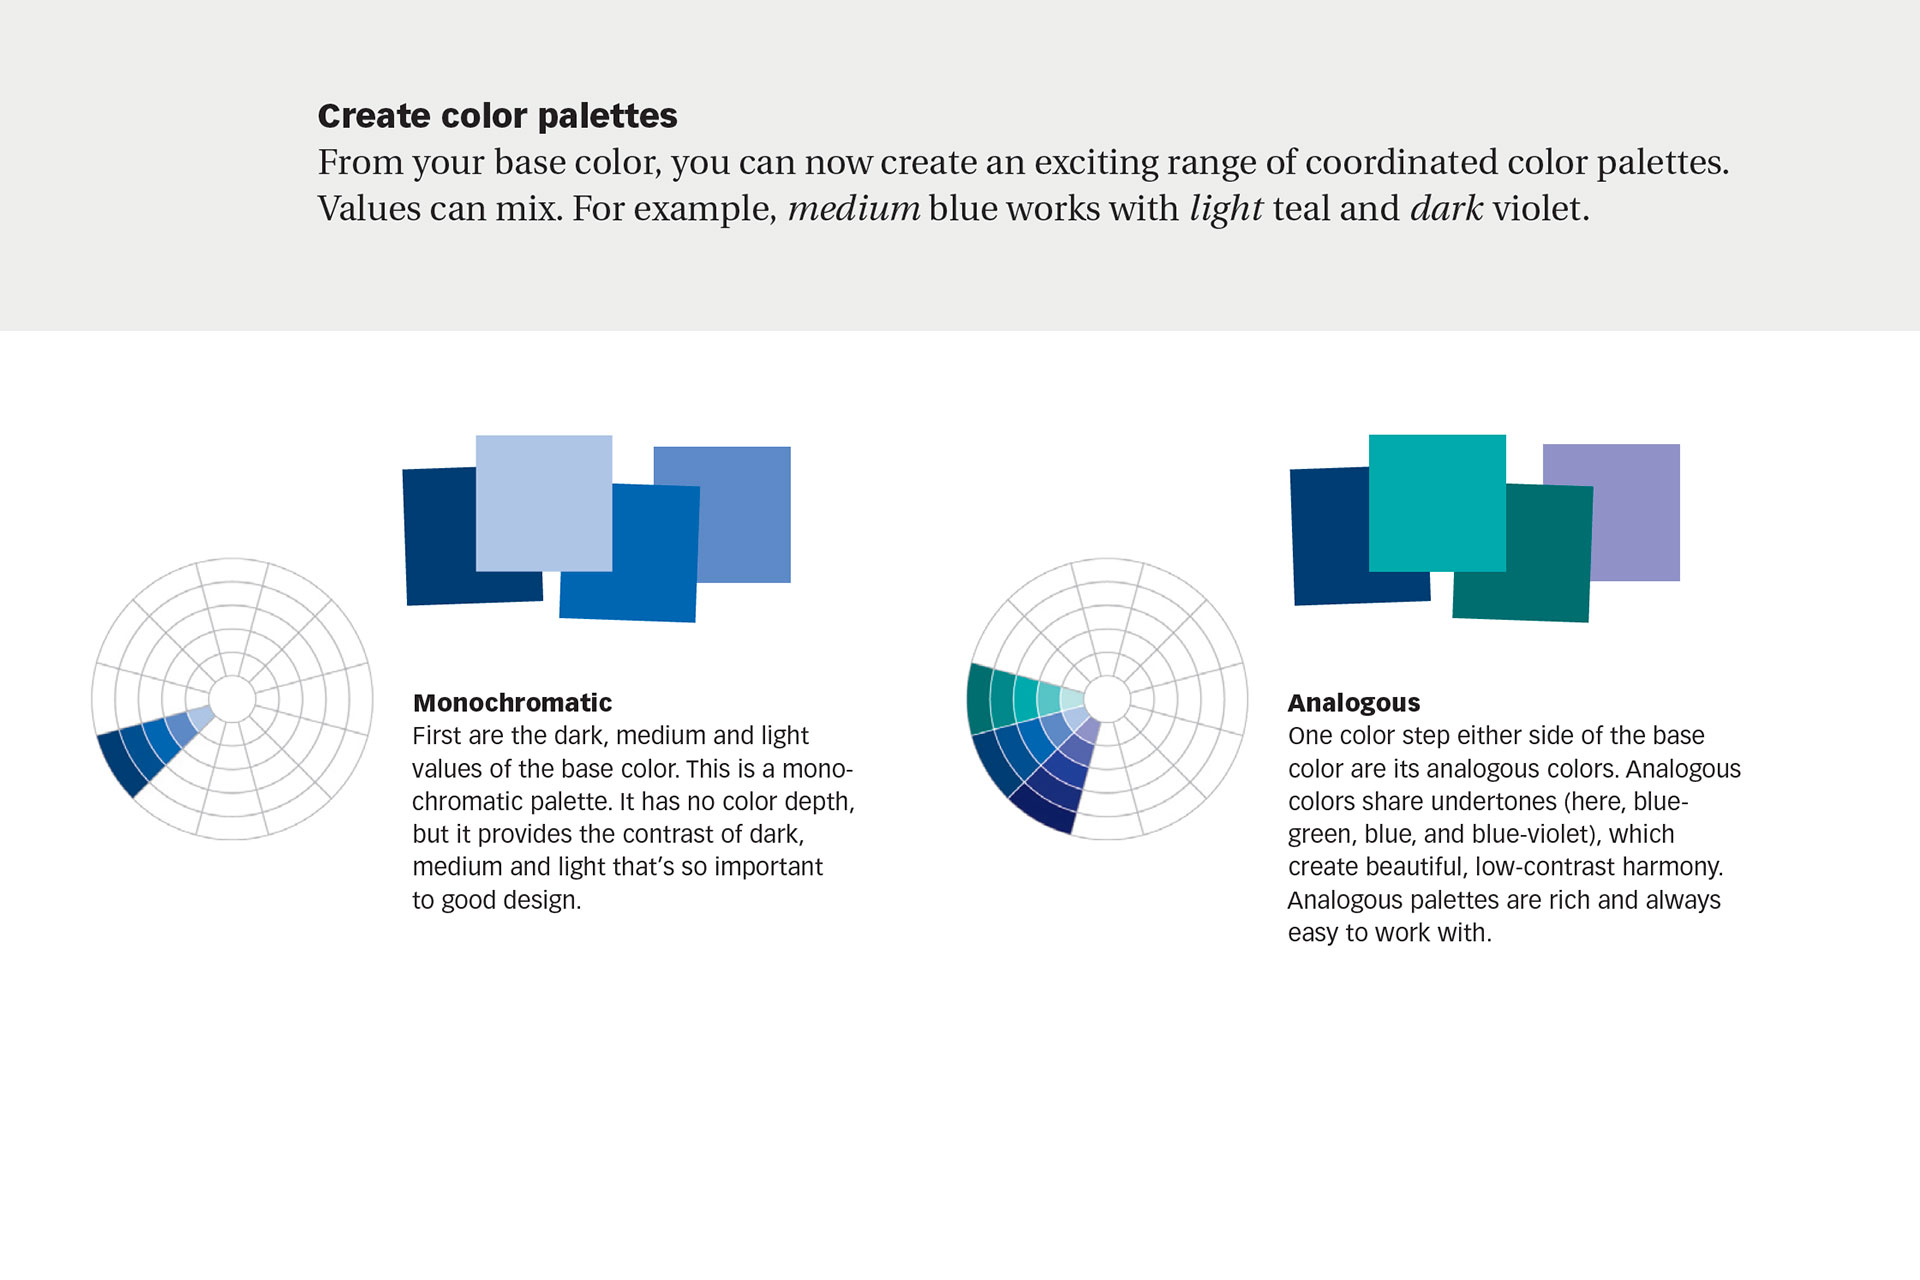 Create color palettes
From your base color, you can now create an exciting range of coordinated color palettes.
Values can mix. For example, medium blue works with light teal and dark violet.
Monochromatic
First are the dark, medium and light
values of the base color. This is a mono-
chromatic palette. It has no color depth,
but it provides the contrast of dark,
medium and light that’s so important
to good design.
Analogous
One color step either side of the base
color are its analogous colors. Analogous
colors share undertones (here, blue-
green, blue, and blue-violet), which
create beautiful, low-contrast harmony.
Analogous palettes are rich and always
easy to work with.